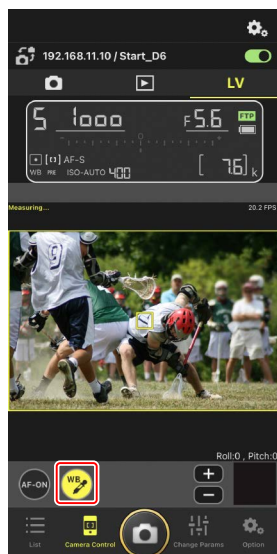 192.168.11.10 / Start_D6
LV
S 1000 F5.6 FTP
[ ] AF-S
WB PRE ISO-AUTO 400 [ 7.6] k
Measuring... 20.2 FPS
Roll:0 , Pitch:0
AF-ON WB + −
List Camera Control Change Params Option